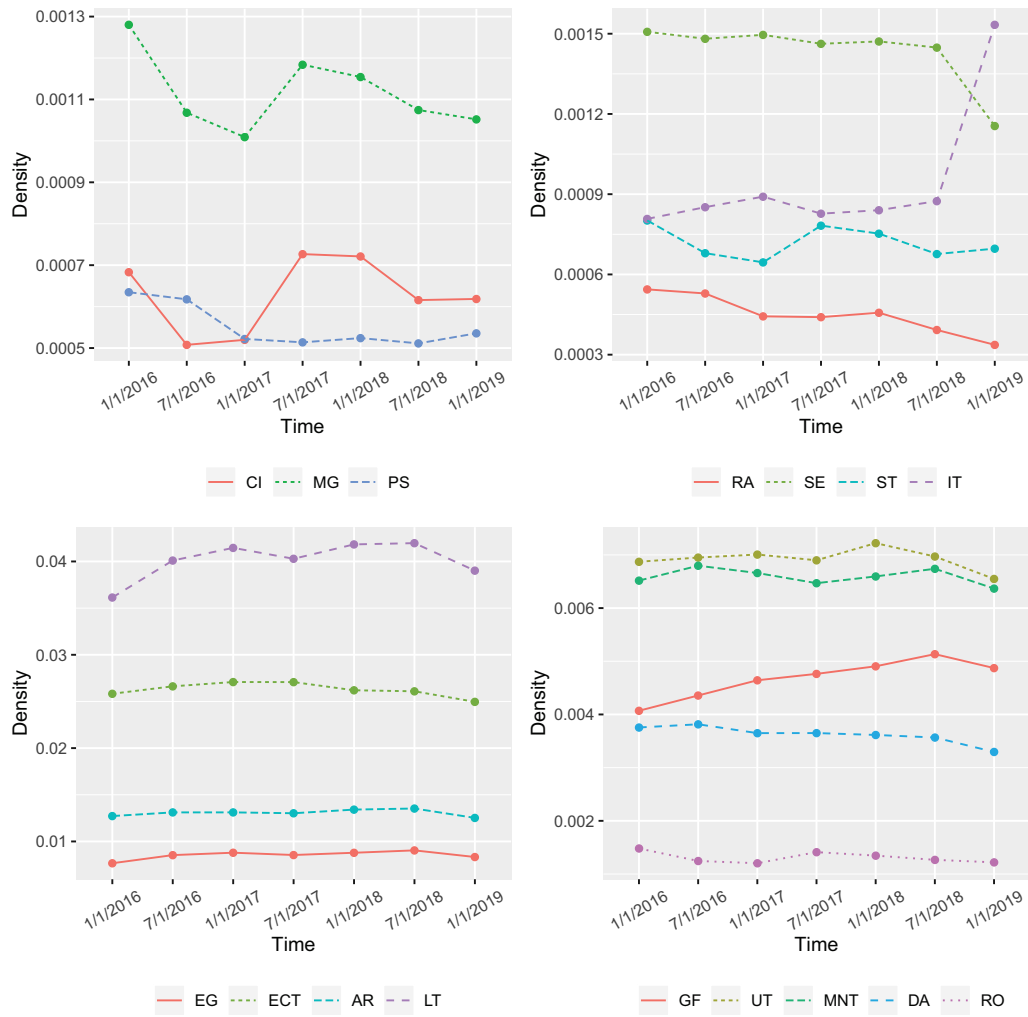 0.0013
0.0011
0.0009
0.0007
0.0005
Density
1/1/2016 7/1/2016 1/1/2017 7/1/2017 1/1/2018 7/1/2018 1/1/2019
Time
CI MG PS
0.0015
0.0012
0.0009
0.0006
0.0003
Density
1/1/2016 7/1/2016 1/1/2017 7/1/2017 1/1/2018 7/1/2018 1/1/2019
Time
RA SE ST IT
0.04
0.03
0.02
0.01
Density
1/1/2016 7/1/2016 1/1/2017 7/1/2017 1/1/2018 7/1/2018 1/1/2019
Time
EG ECT AR LT
0.006
0.004
0.002
Density
1/1/2016 7/1/2016 1/1/2017 7/1/2017 1/1/2018 7/1/2018 1/1/2019
Time
GF UT MNT DA RO